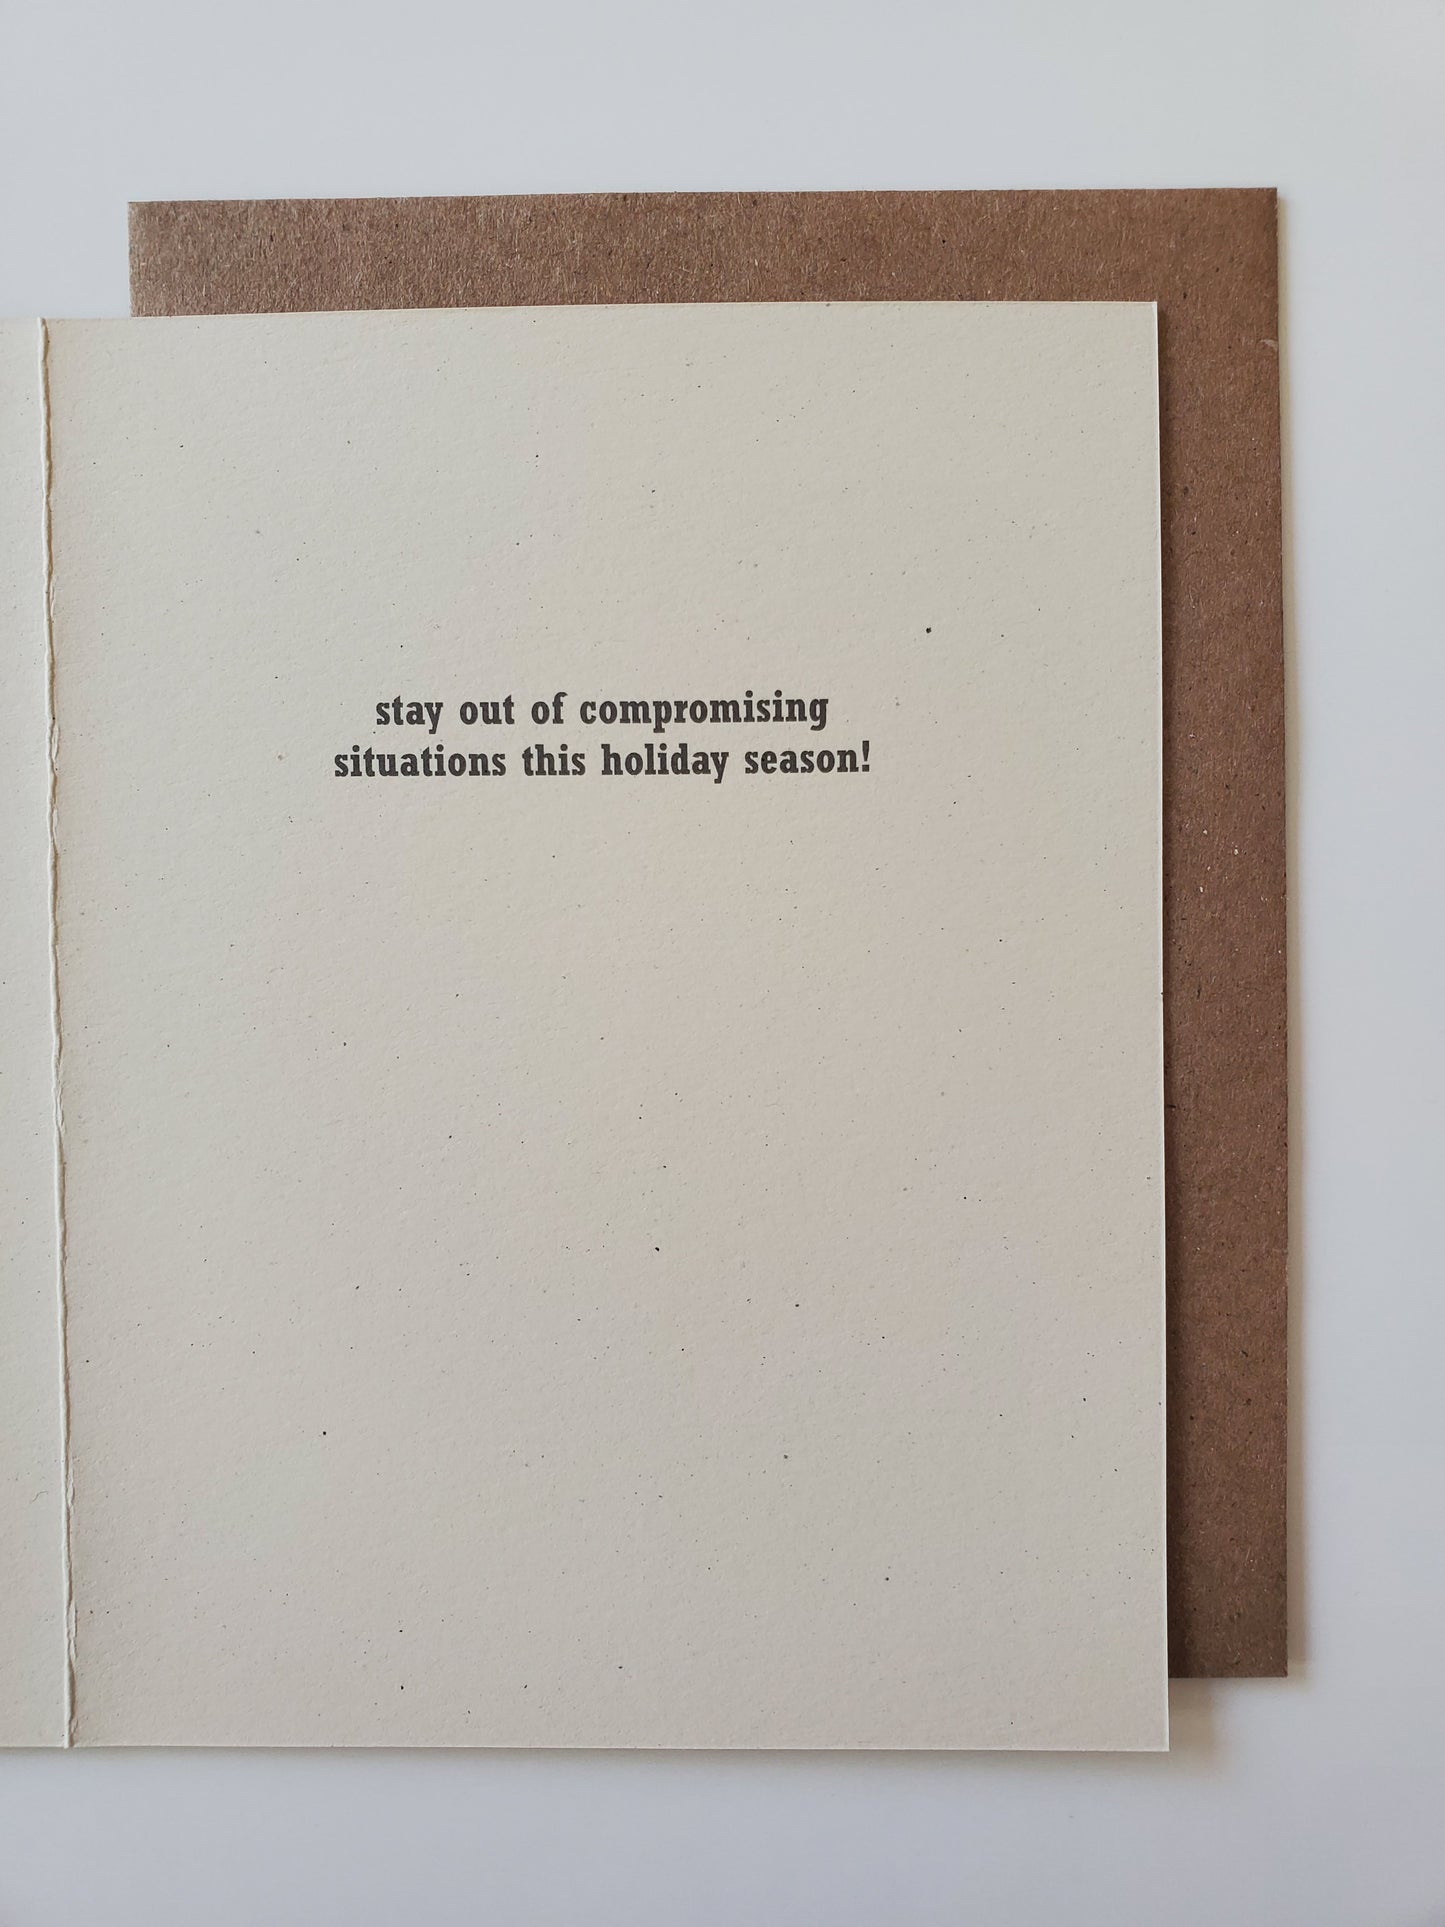 stay out of compromising
situations this holiday season!